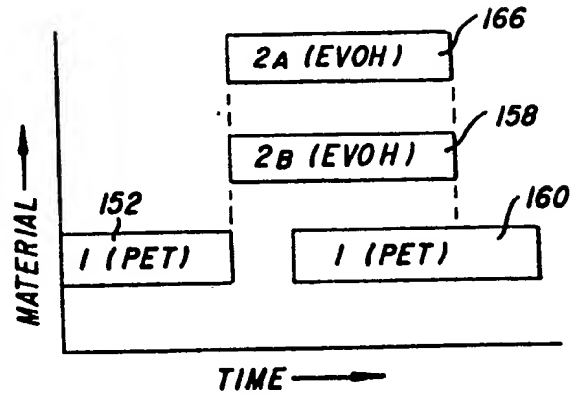 166
2A (EVOH)
158
2B (EVOH)
152
160
1 (PET)
1 (PET)
MATERIAL
TIME